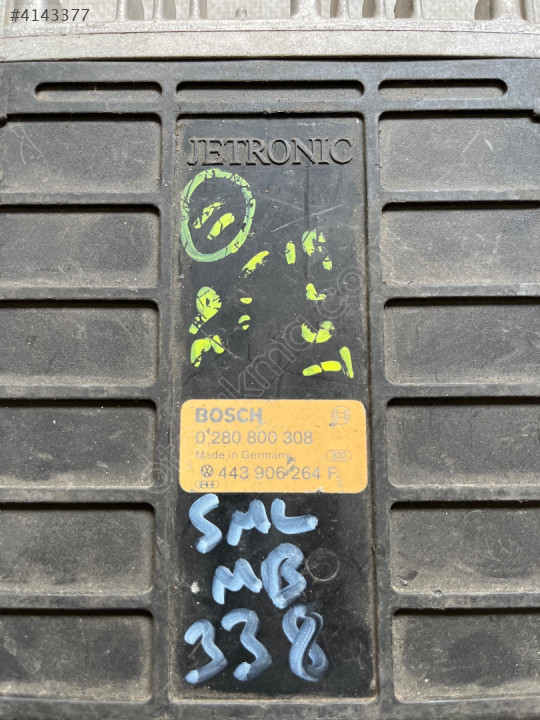 #4143377
JETRONIC
BOSCH
0 280 800 308
Made in Germany
443 906 264 F
SML
MB
338